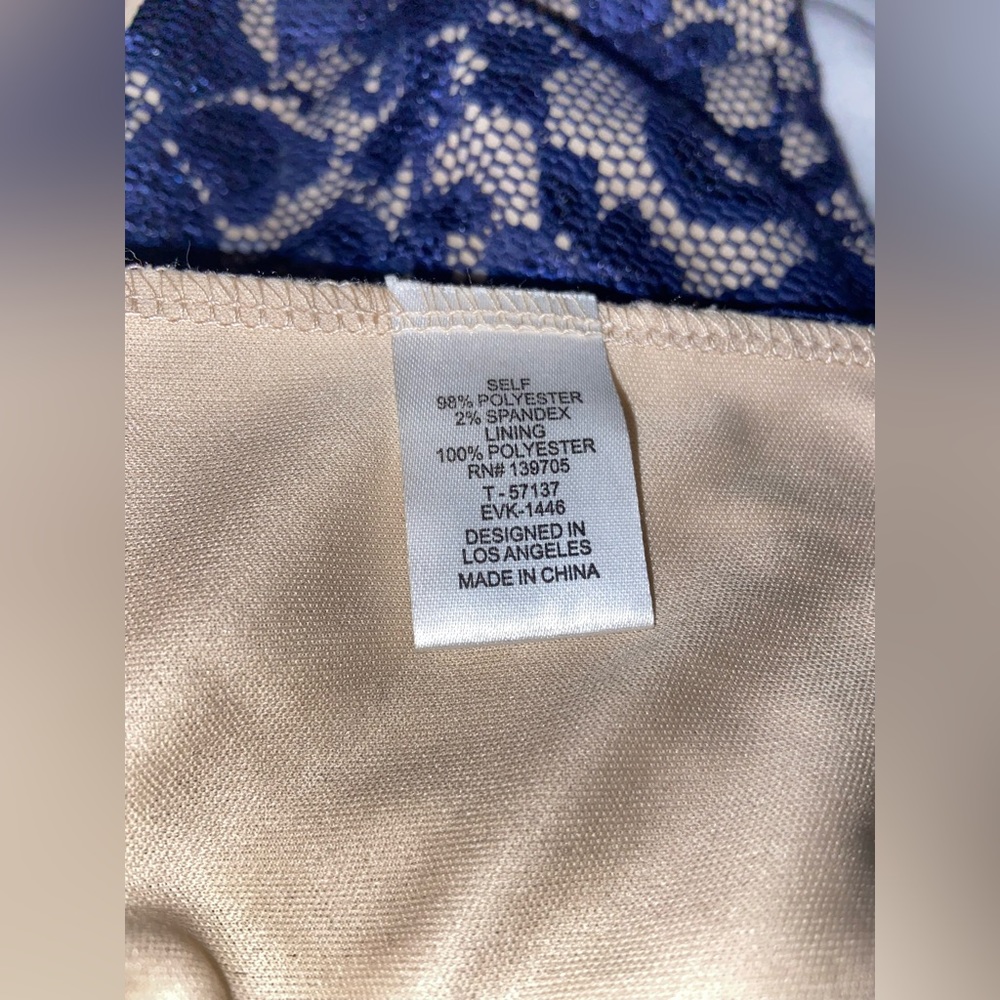 SELF
98% POLYESTER
2% SPANDEX
LINING
100% POLYESTER
RN# 139705
T - 57137
EVK-1446
DESIGNED IN
LOS ANGELES
MADE IN CHINA